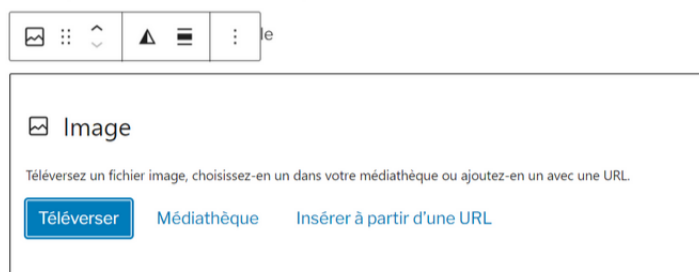 le
Image
Téléversez un fichier image, choisissez-en un dans votre médiathèque ou ajoutez-en un avec une URL.
Téléverser Médiathèque Insérer à partir d’une URL